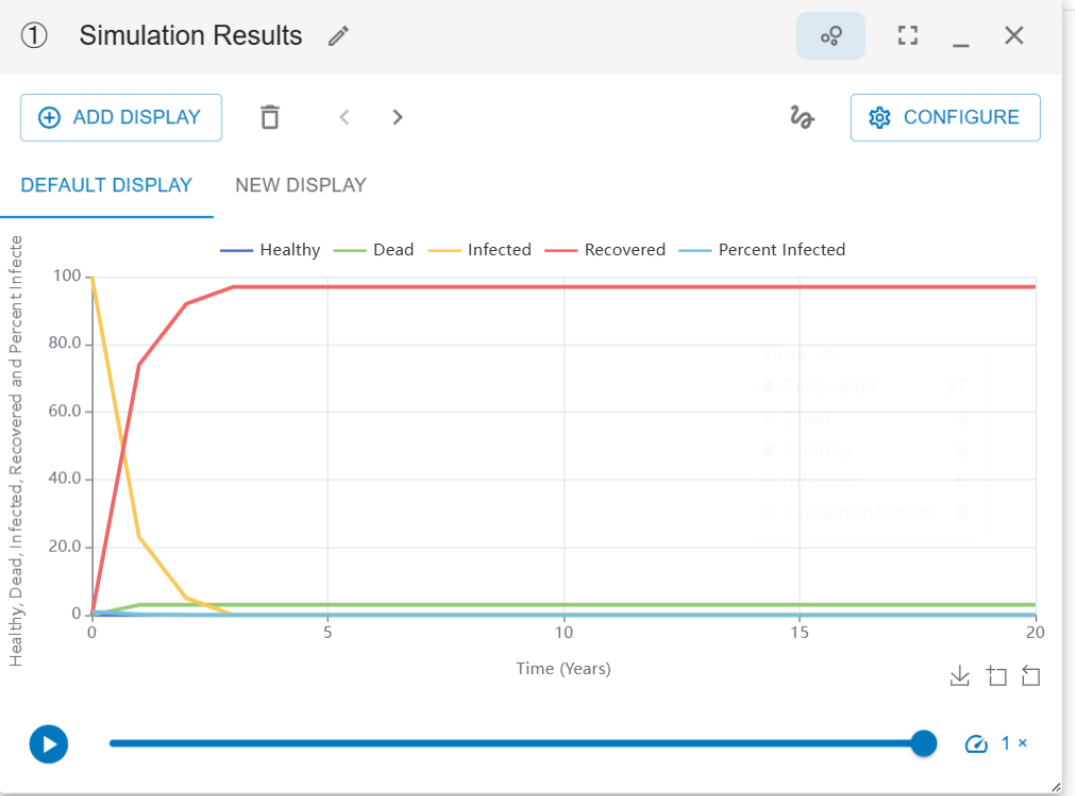 ① Simulation Results
ADD DISPLAY
CONFIGURE
DEFAULT DISPLAY NEW DISPLAY
Healthy Dead Infected Recovered Percent Infected
Healthy, Dead, Infected, Recovered and Percent Infecte
100
80.0
60.0
40.0
20.0
0
Time 18
Recovered 97
Dead 3
Healthy 0
Infected 0
Percent Infected 0
0 5 10 15 20
Time (Years)
1 ×